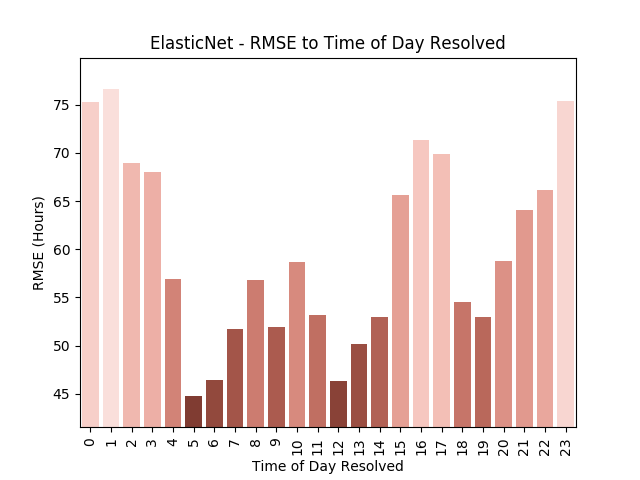 ElasticNet - RMSE to Time of Day Resolved
75
70
65
60
55
50
45
RMSE (Hours)
0 1 2 3 4 5 6 7 8 9 10 11 12 13 14 15 16 17 18 19 20 21 22 23
Time of Day Resolved